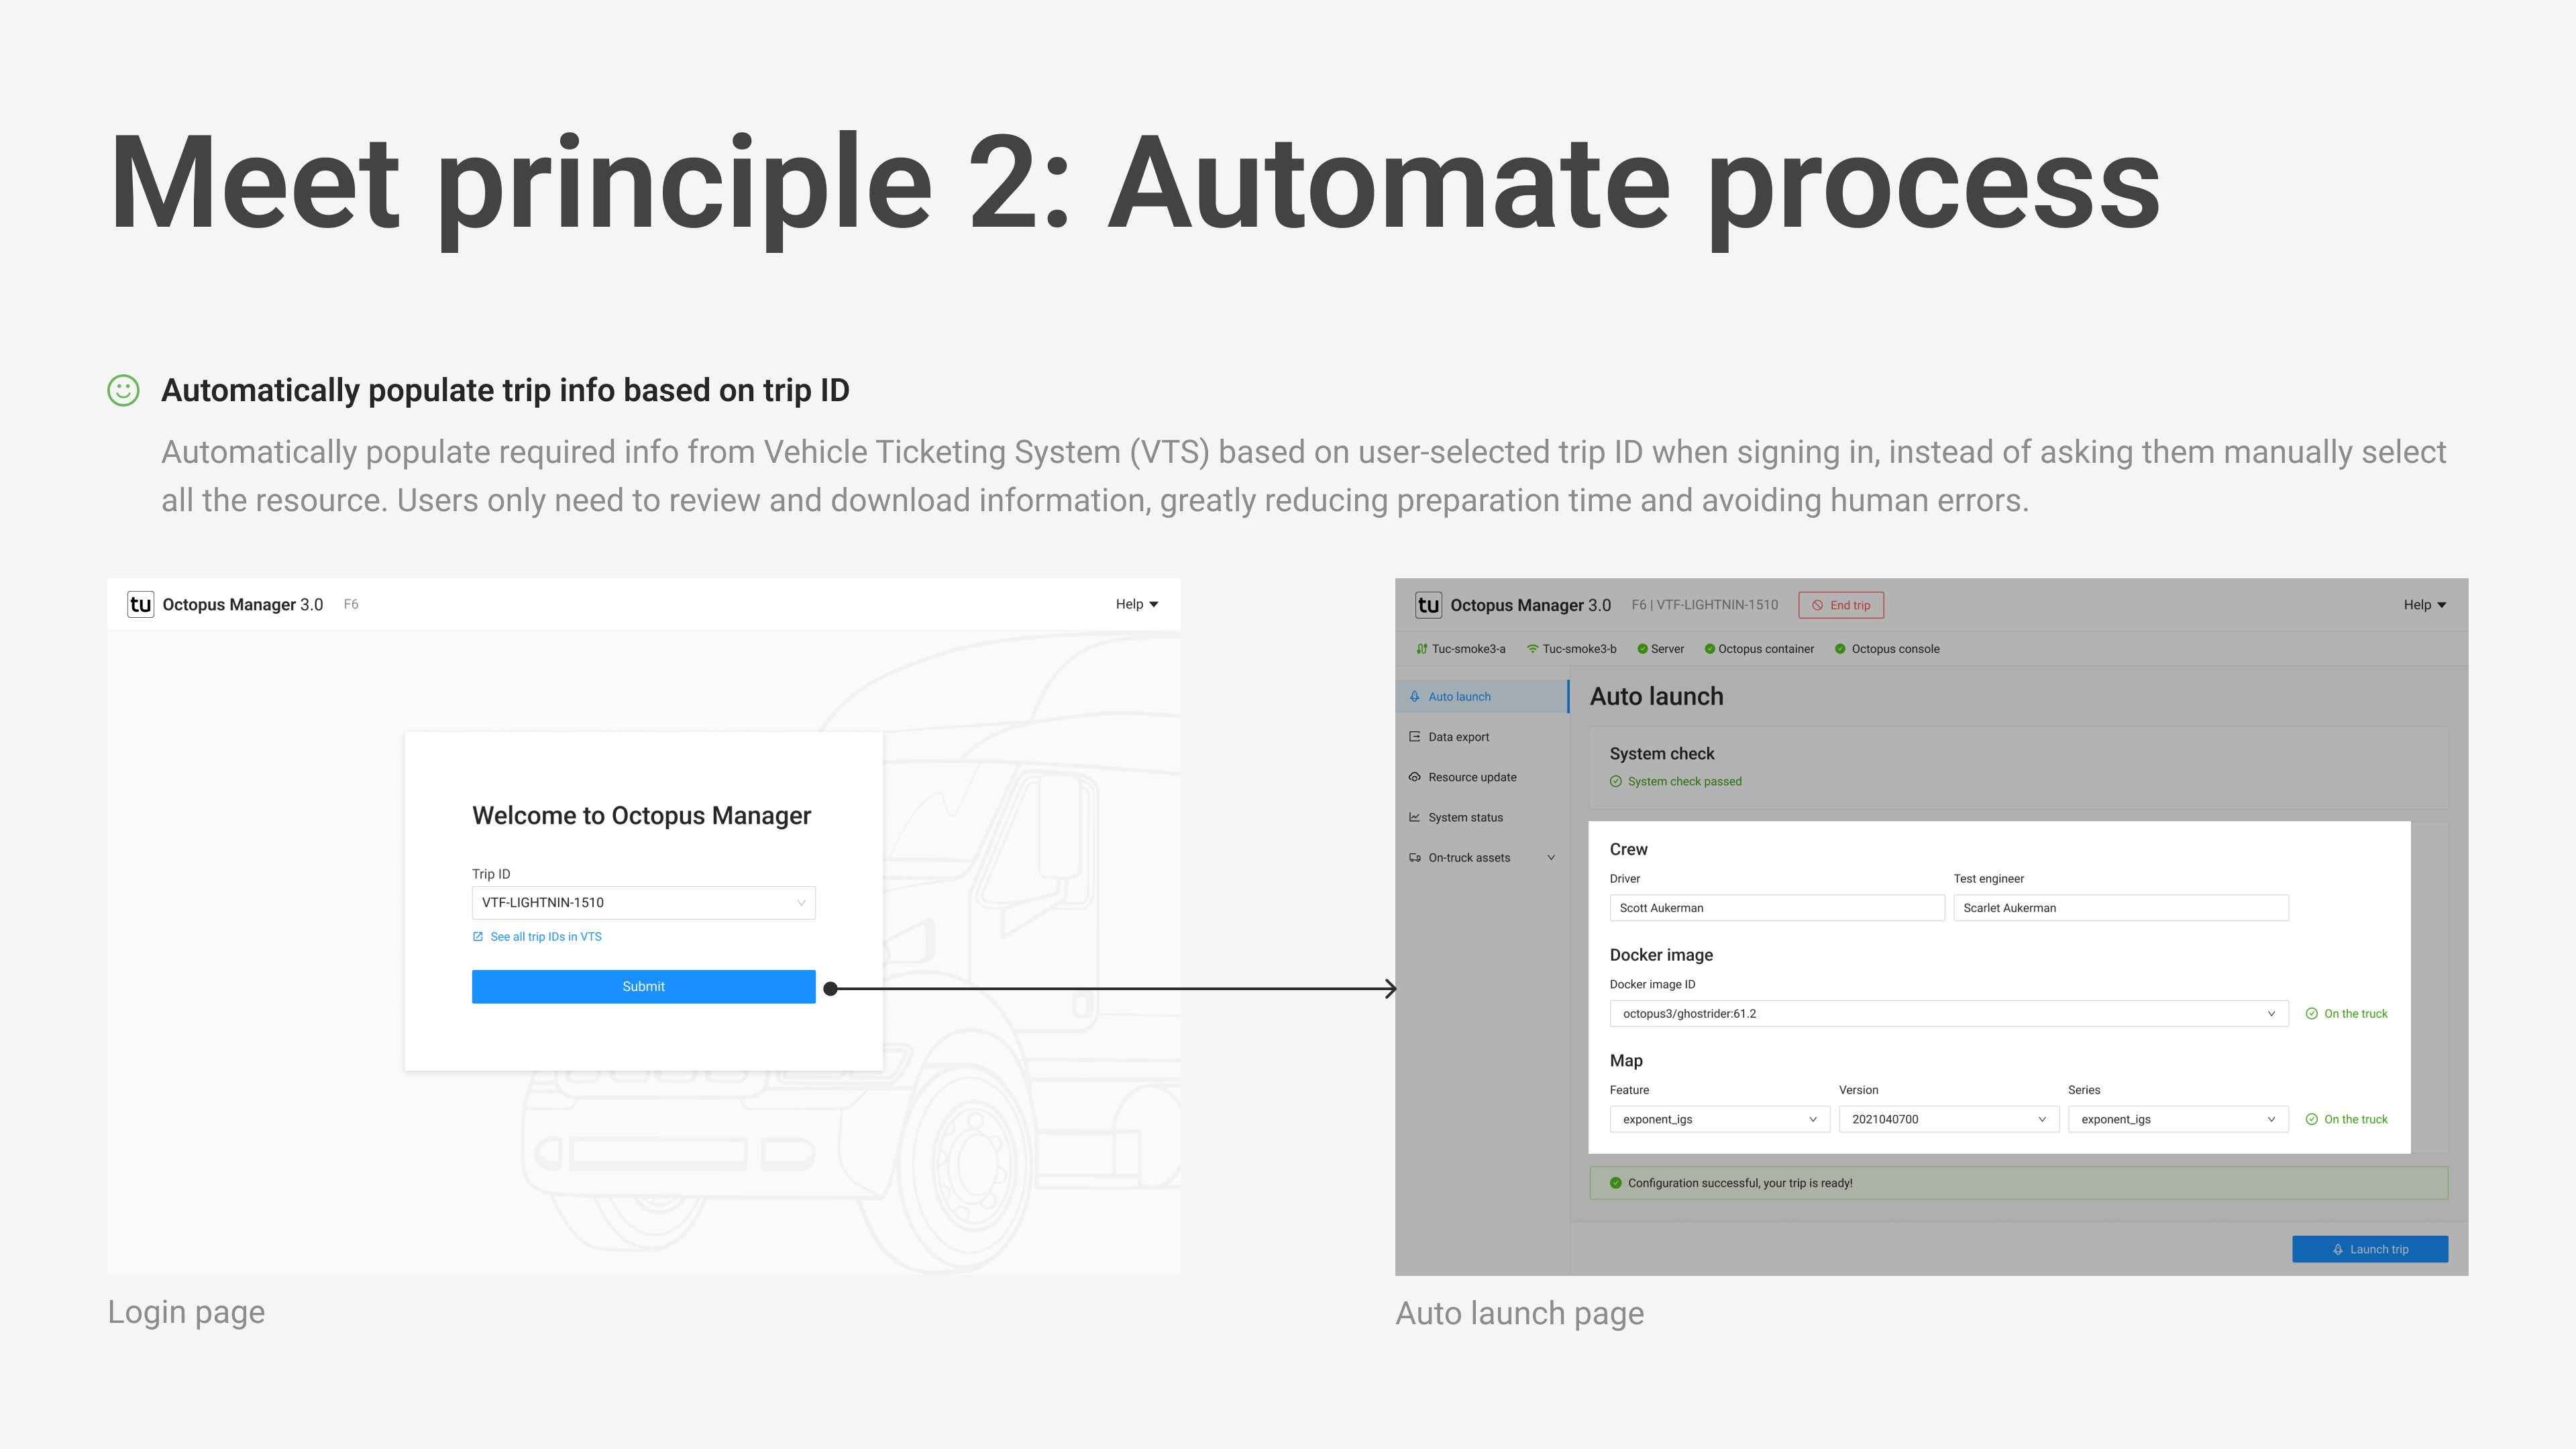 Meet principle 2: Automate process
Automatically populate trip info based on trip ID
Automatically populate required info from Vehicle Ticketing System (VTS) based on user-selected trip ID when signing in, instead of asking them manually select
all the resource. Users only need to review and download information, greatly reducing preparation time and avoiding human errors.
tu Octopus Manager 3.0 F6 Help
Welcome to Octopus Manager
Trip ID
VTF-LIGHTNIN-1510
See all trip IDs in VTS
Submit
Login page
tu Octopus Manager 3.0 F6 | VTF-LIGHTNIN-1510 End trip Help
Tuc-smoke3-a Tuc-smoke3-b Server Octopus container Octopus console
Auto launch
Data export
Resource update
System status
On-truck assets
Auto launch
System check
System check passed
Crew
Driver Test engineer
Scott Aukerman Scarlet Aukerman
Docker image
Docker image ID
octopus3/ghostrider:61.2 On the truck
Map
Feature Version Series
exponent_igs 2021040700 exponent_igs On the truck
Configuration successful, your trip is ready!
Launch trip
Auto launch page